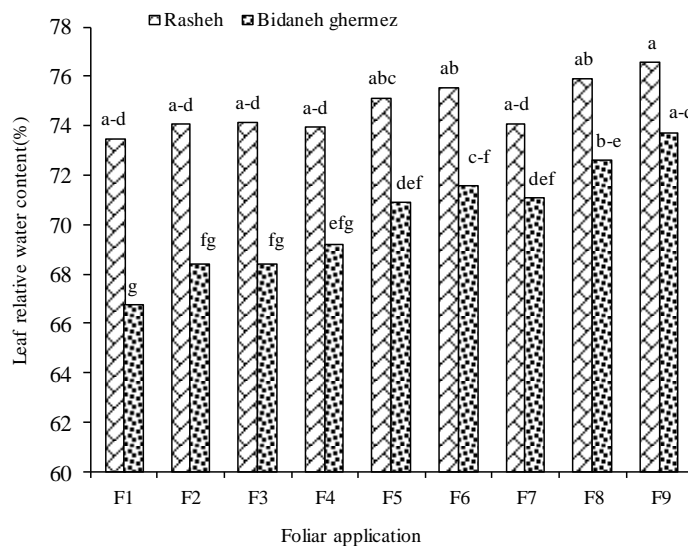 Rasheh Bidaneh ghermez
Leaf relative water content(%)
78
76
74
72
70
68
66
64
62
60
a-d
g
a-d
fg
a-d
fg
a-d
efg
abc
def
ab
c-f
a-d
def
ab
b-e
a
a-d
F1 F2 F3 F4 F5 F6 F7 F8 F9
Foliar application